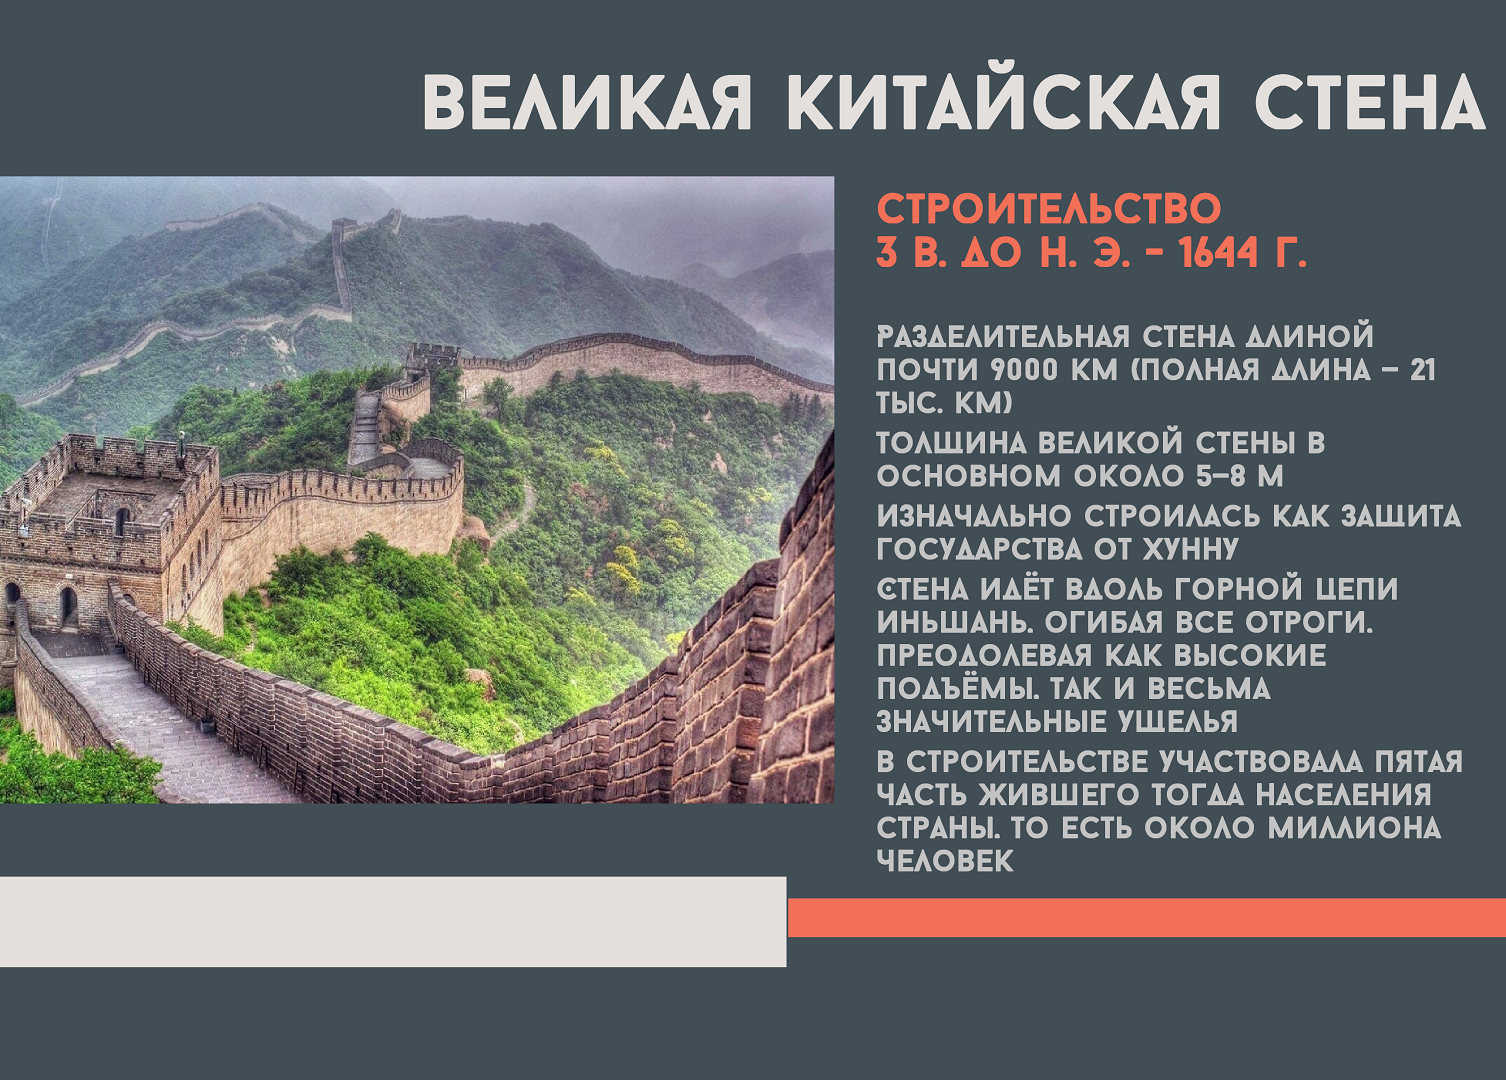 ВЕЛИКАЯ КИТАЙСКАЯ СТЕНА
СТРОИТЕЛЬСТВО
3 В. ДО Н. Э. - 1644 Г.
РАЗДЕЛИТЕЛЬНАЯ СТЕНА ДЛИНОЙ
ПОЧТИ 9000 КМ (ПОЛНАЯ ДЛИНА – 21
ТЫС. КМ)
ТОЛЩИНА ВЕЛИКОЙ СТЕНЫ В
ОСНОВНОМ ОКОЛО 5–8 М
ИЗНАЧАЛЬНО СТРОИЛАСЬ КАК ЗАЩИТА
ГОСУДАРСТВА ОТ ХУННУ
СТЕНА ИДЁТ ВДОЛЬ ГОРНОЙ ЦЕПИ
ИНЬШАНЬ. ОГИБАЯ ВСЕ ОТРОГИ.
ПРЕОДОЛЕВАЯ КАК ВЫСОКИЕ
ПОДЪЁМЫ. ТАК И ВЕСЬМА
ЗНАЧИТЕЛЬНЫЕ УЩЕЛЬЯ
В СТРОИТЕЛЬСТВЕ УЧАСТВОВАЛА ПЯТАЯ
ЧАСТЬ ЖИВШЕГО ТОГДА НАСЕЛЕНИЯ
СТРАНЫ. ТО ЕСТЬ ОКОЛО МИЛЛИОНА
ЧЕЛОВЕК